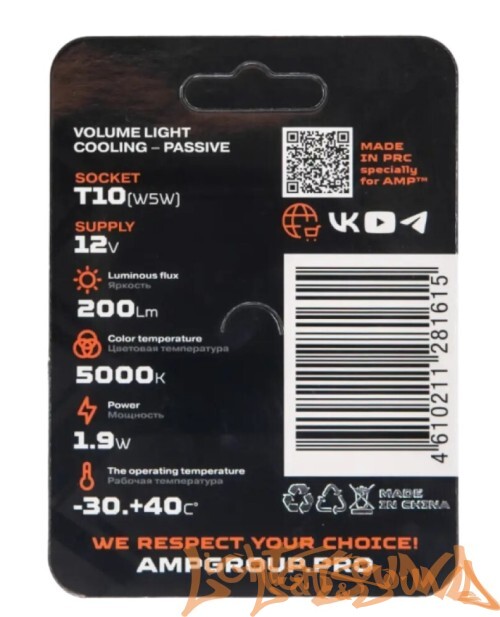 VOLUME LIGHT
COOLING – PASSIVE
SOCKET
T10(W5W)
SUPPLY
12V
Luminous flux
Яркость
200Lm
Color temperature
Цветовая температура
5000K
Power
Мощность
1.9W
The operating temperature
Рабочая температура
-30.+40C°
MADE
IN PRC
specially
for AMP™
4610211281615
MADE
IN CHINA
WE RESPECT YOUR CHOICE!
AMPGROUP.PRO